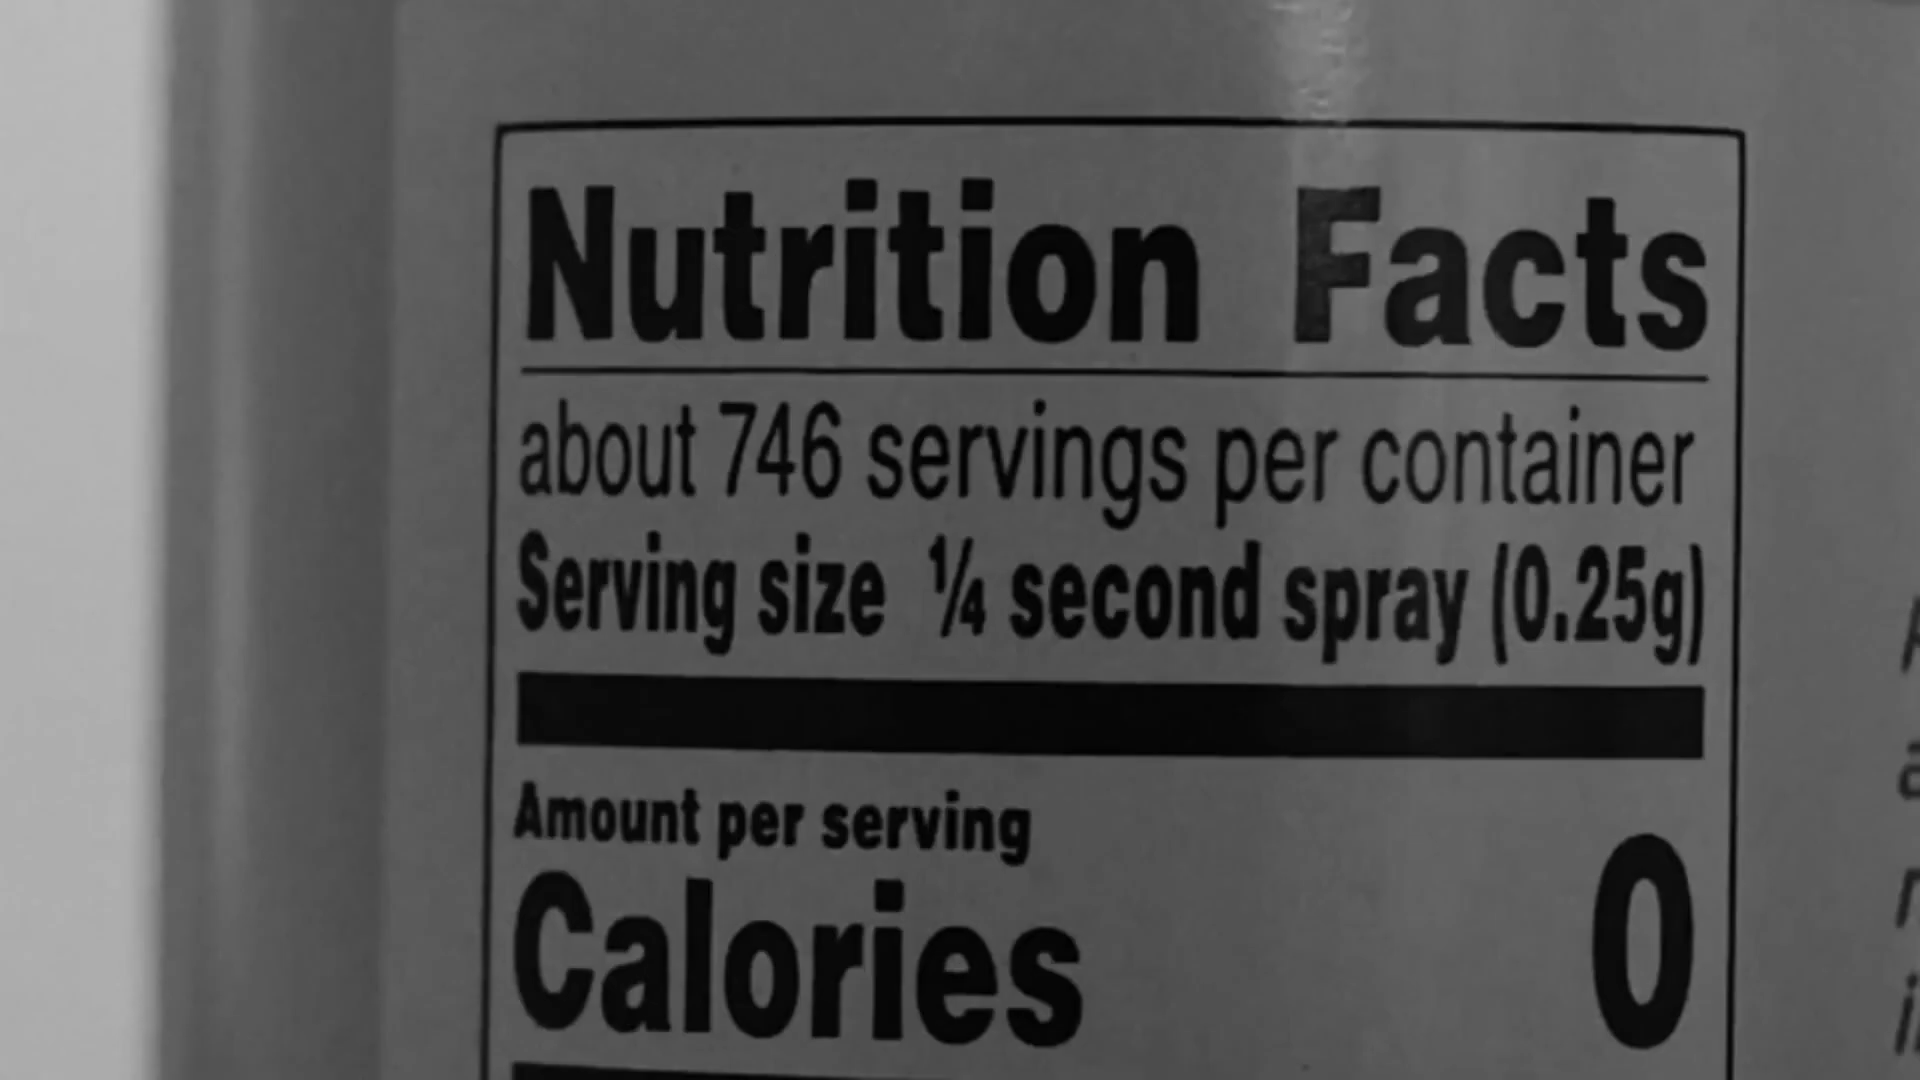 Nutrition Facts
about 746 servings per container
Serving size ¼ second spray (0.25g)
Amount per serving
Calories 0